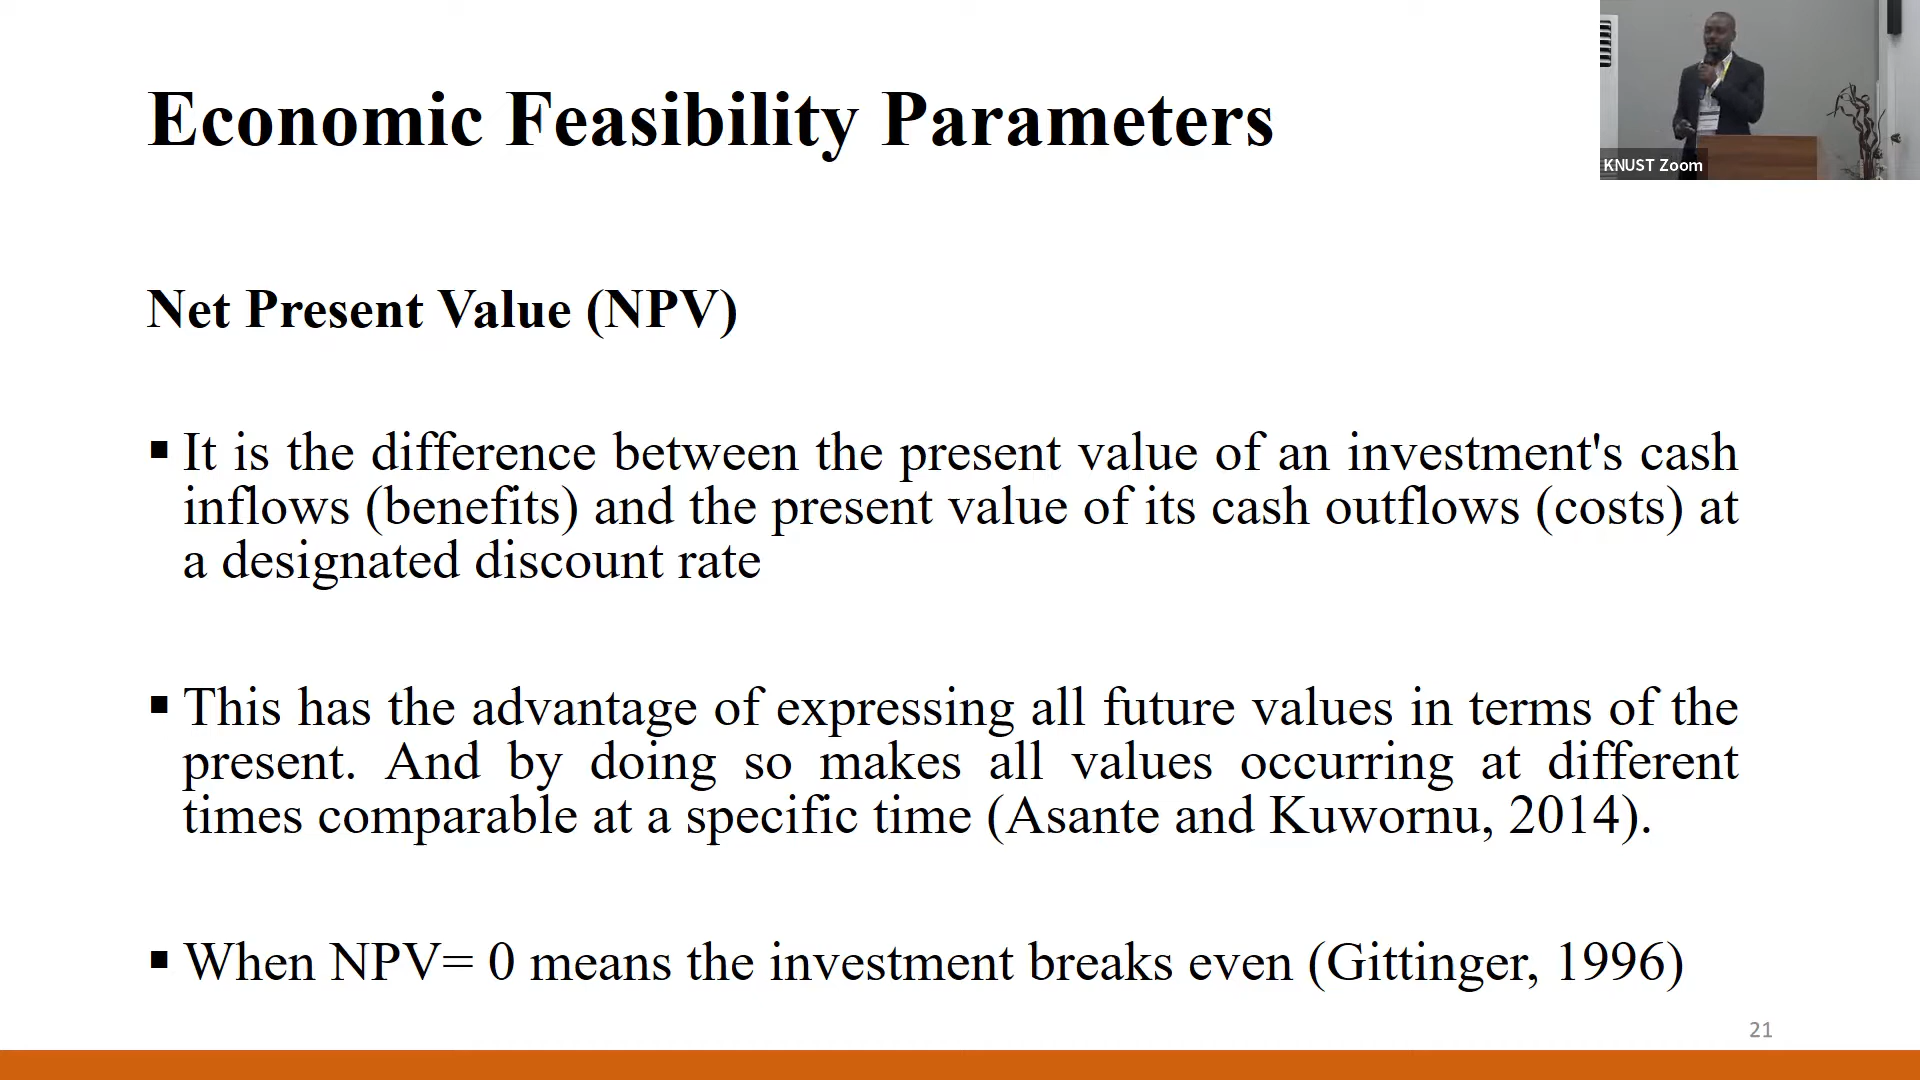 Economic Feasibility Parameters
KNUST Zoom
Net Present Value (NPV)
▪ It is the difference between the present value of an investment's cash
inflows (benefits) and the present value of its cash outflows (costs) at
a designated discount rate
▪ This has the advantage of expressing all future values in terms of the
present. And by doing so makes all values occurring at different
times comparable at a specific time (Asante and Kuwornu, 2014).
▪ When NPV= 0 means the investment breaks even (Gittinger, 1996)
21